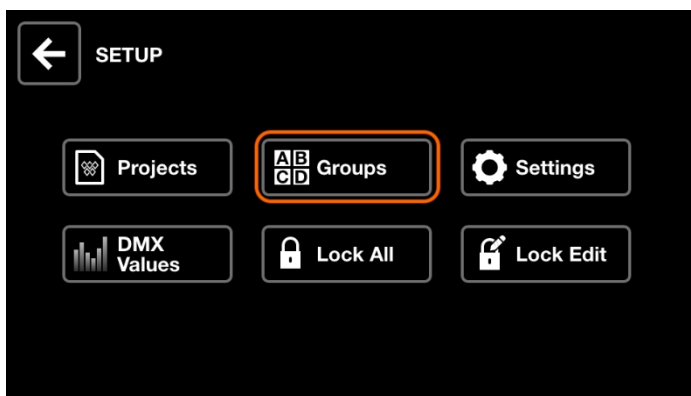 SETUP
Projects
AB
CD
Groups
Settings
DMX
Values
Lock All
Lock Edit